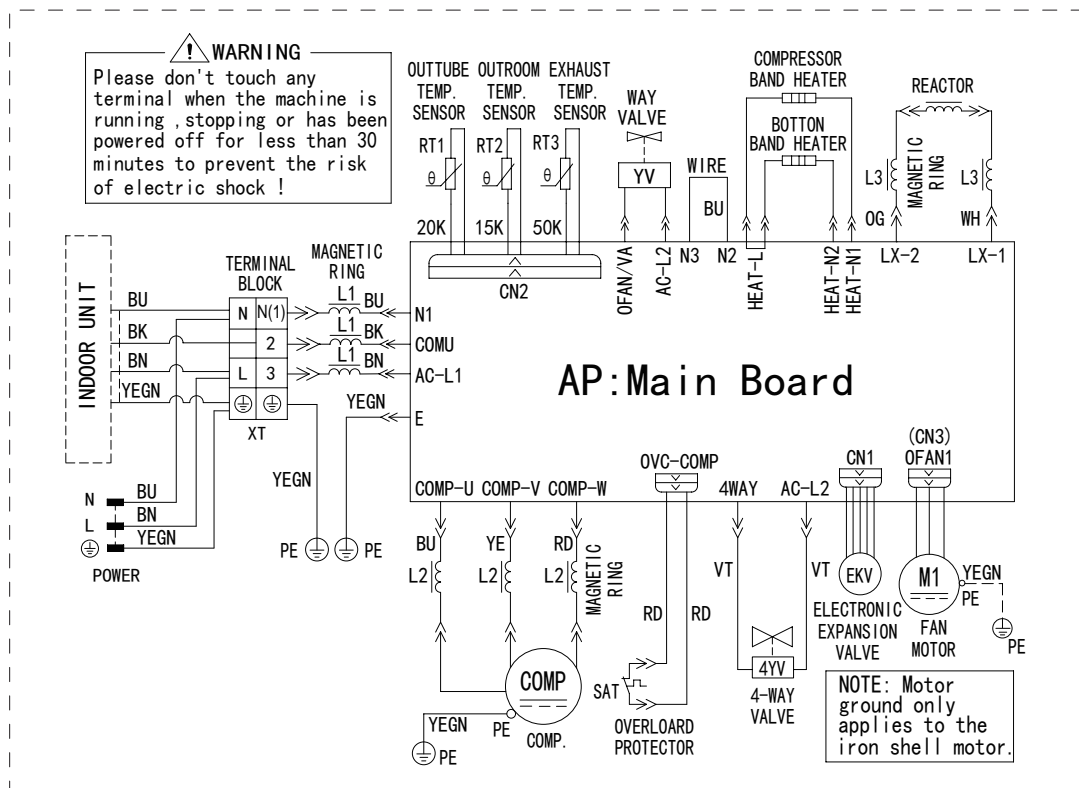 WARNING
Please don't touch any
terminal when the machine is
running ,stopping or has been
powered off for less than 30
minutes to prevent the risk
of electric shock !
OUTTUBE OUTROOM EXHAUST
TEMP. TEMP. TEMP.
SENSOR SENSOR SENSOR
RT1 RT2 RT3
θ θ θ
20K 15K 50K
CN2
WAY
VALVE
YV
OFAN/VA
AC-L2
WIRE
BU
N3 N2
COMPRESSOR
BAND HEATER
BOTTON
BAND HEATER
HEAT-L
HEAT-N2
HEAT-N1
REACTOR
L3
MAGNETIC
RING
L3
OG WH
LX-2 LX-1
INDOOR UNIT
BU
BK
BN
YEGN
TERMINAL
BLOCK
N N(1)
2
L 3
XT
MAGNETIC
RING
L1 BU N1
L1 BK COMU
L1 BN AC-L1
YEGN E
AP:Main Board
YEGN
PE PE
N BU
L BN
YEGN
POWER
COMP-U COMP-V COMP-W
BU YE RD
L2 L2 L2
MAGNETIC
RING
COMP
YEGN PE
PE
COMP.
OVC-COMP
RD RD
SAT
OVERLOARD
PROTECTOR
4WAY AC-L2
VT VT
4YV
4-WAY
VALVE
CN1
EKV
ELECTRONIC
EXPANSION
VALVE
(CN3)
OFAN1
M1
YEGN
PE
PE
FAN
MOTOR
NOTE: Motor
ground only
applies to the
iron shell motor.